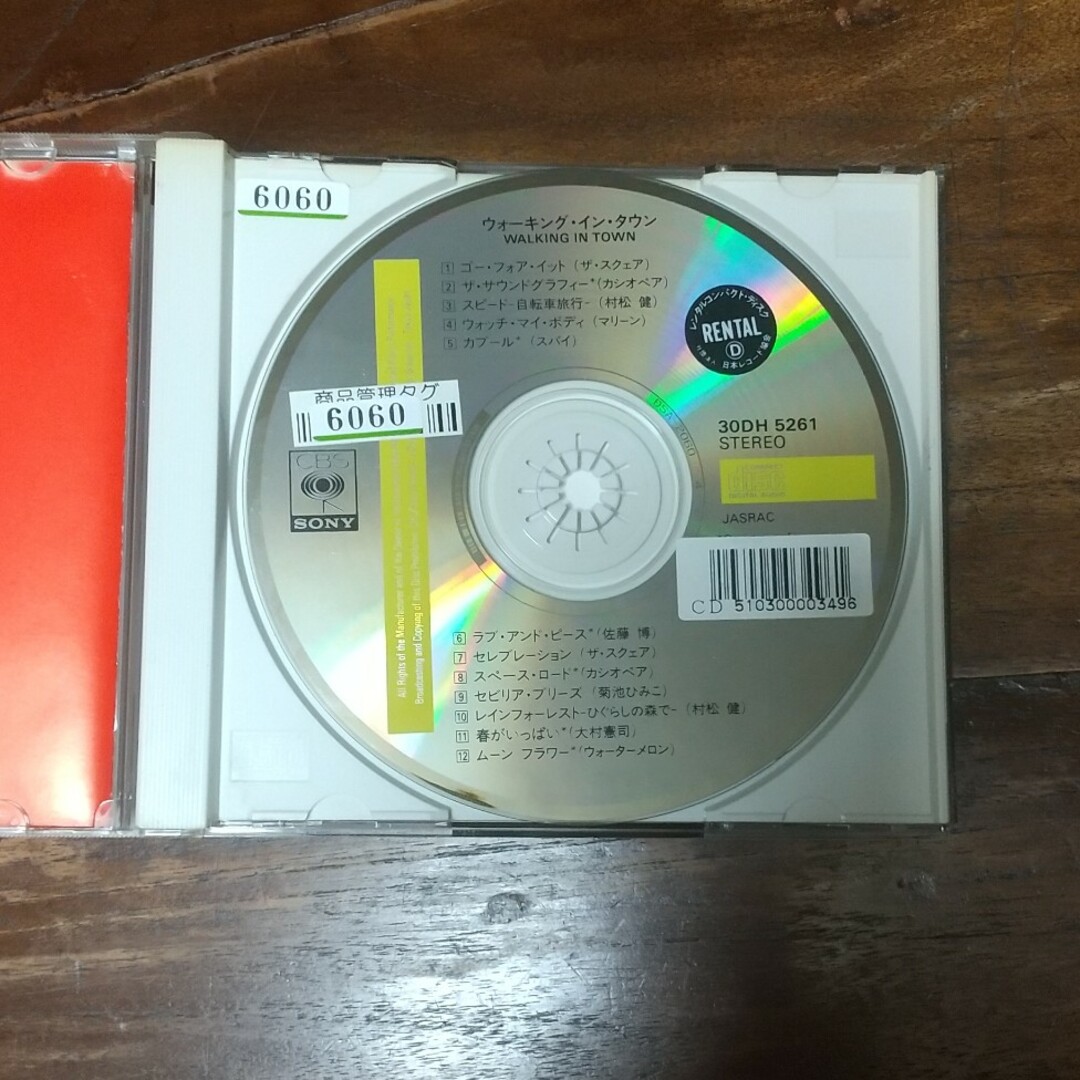 6060
ウォーキング・イン・タウン
WALKING IN TOWN
1 ゴー・フォア・イット (ザ・スクェア)
2 ザ・サウンドグラフィー*(カシオペア)
3 スピード-自転車旅行- (村松 健)
4 ウォッチ・マイ・ボディ (マリーン)
5 カブール* (スパイ)
レンタルコンパクト・ディスク
RENTAL
D
日本レコード協会
商品管理タグ
6060
CBS
SONY
30DH 5261
STEREO
JASRAC
CD 510300003496
All Rights of the Manufacturer and of the Owner
Broadcasting and Copying of this Disc Prohibited
6 ラブ・アンド・ピース*(佐藤 博)
7 セレブレーション (ザ・スクェア)
8 スペース・ロード*(カシオペア)
9 セビリア・ブリーズ (菊池ひみこ)
10 レインフォーレスト-ひぐらしの森で- (村松 健)
11 春がいっぱい*(大村憲司)
12 ムーン フラワー*(ウォーターメロン)